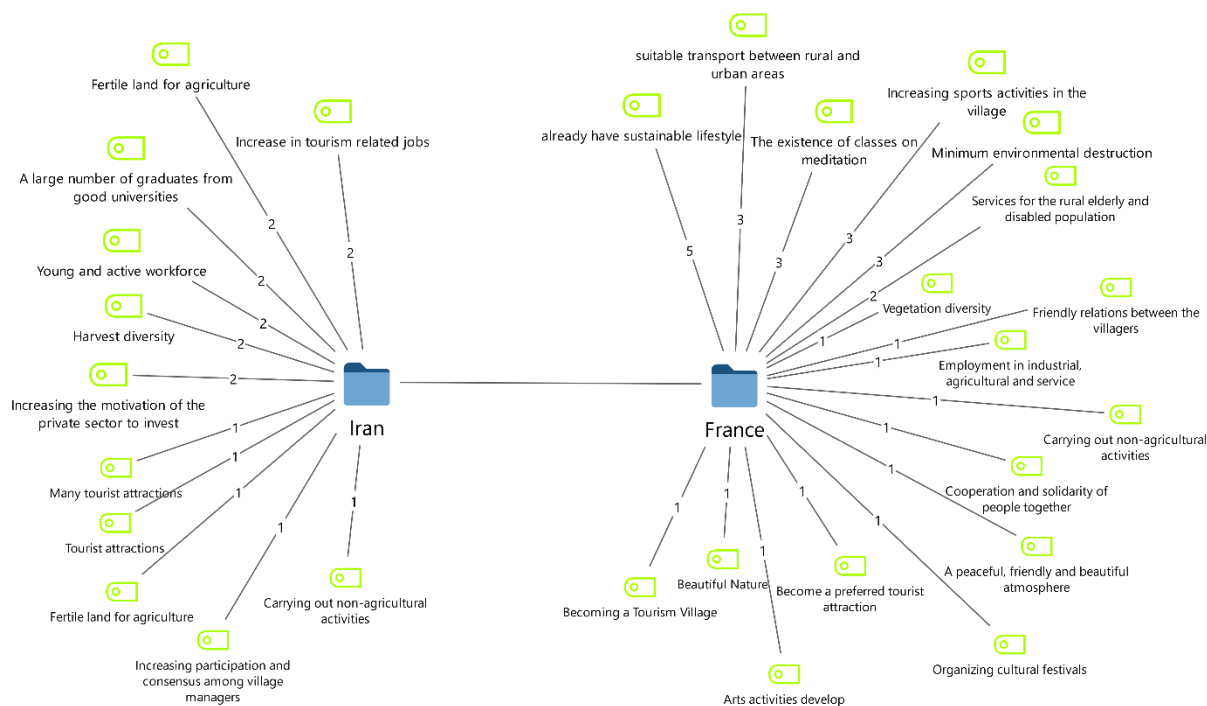 Fertile land for agriculture
2
Increase in tourism related jobs
2
A large number of graduates from
good universities
2
Young and active workforce
2
Harvest diversity
2
Increasing the motivation of the
private sector to invest
2
Many tourist attractions
1
Tourist attractions
1
Fertile land for agriculture
1
Increasing participation and
consensus among village
managers
1
Carrying out non-agricultural
activities
1
Iran
suitable transport between rural and
urban areas
3
already have sustainable lifestyle
5
The existence of classes on
meditation
3
Increasing sports activities in the
village
3
Minimum environmental destruction
3
Services for the rural elderly and
disabled population
2
Vegetation diversity
1
Friendly relations between the
villagers
1
Employment in industrial,
agricultural and service
1
Carrying out non-agricultural
activities
1
Cooperation and solidarity of
people together
1
A peaceful, friendly and beautiful
atmosphere
1
Organizing cultural festivals
1
Become a preferred tourist
attraction
1
Arts activities develop
1
Beautiful Nature
1
Becoming a Tourism Village
1
France